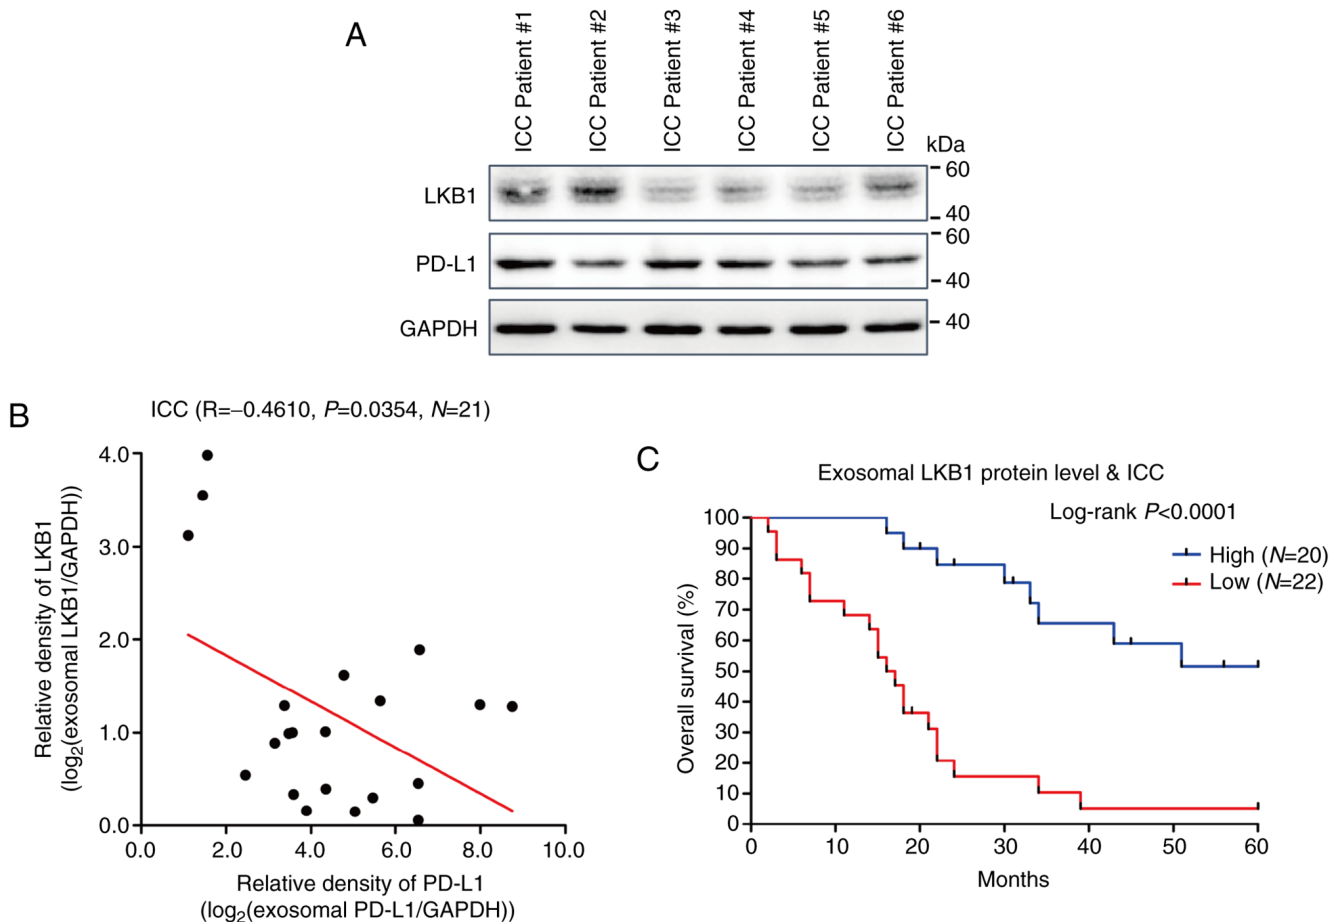 A
ICC Patient #1
ICC Patient #2
ICC Patient #3
ICC Patient #4
ICC Patient #5
ICC Patient #6
kDa
LKB1
60
40
PD-L1
60
40
GAPDH
40
B
ICC (R=−0.4610, P=0.0354, N=21)
Relative density of LKB1
(log2(exosomal LKB1/GAPDH))
4.0
3.0
2.0
1.0
0.0
0.0 2.0 4.0 6.0 8.0 10.0
Relative density of PD-L1
(log2(exosomal PD-L1/GAPDH))
C
Exosomal LKB1 protein level & ICC
Log-rank P<0.0001
High (N=20)
Low (N=22)
Overall survival (%)
100
90
80
70
60
50
40
30
20
10
0
0 10 20 30 40 50 60
Months